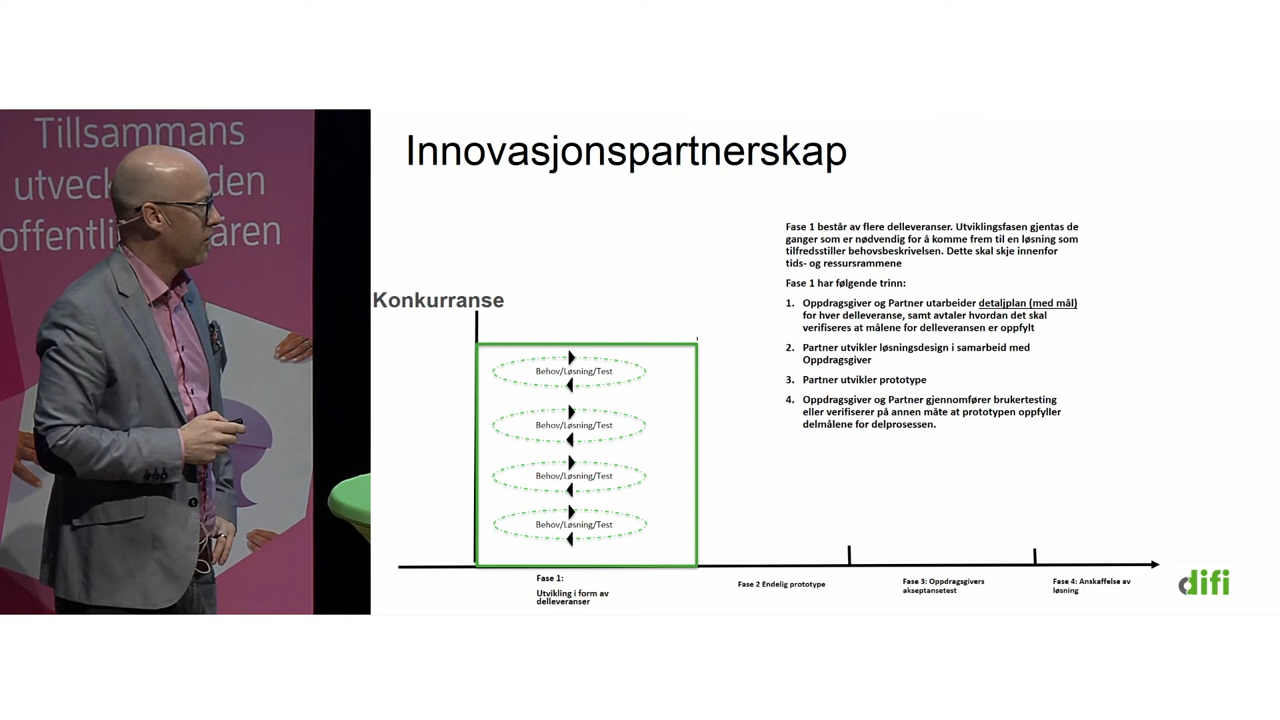 Tillsammans
den
offentli
Innovasjonspartnerskap
Fase 1 består av flere delleveranser. Utviklingsfasen gjentas de
ganger som er nødvendig for å komme frem til en løsning som
tilfredsstiller behovsbeskrivelsen. Dette skal skje innenfor
tids- og ressursrammene
Fase 1 har følgende trinn:
1. Oppdragsgiver og Partner utarbeider detaljplan (med mål)
for hver delleveranse, samt avtaler hvordan det skal
verifiseres at målene for delleveransen er oppfylt
2. Partner utvikler løsningsdesign i samarbeid med
Oppdragsgiver
3. Partner utvikler prototype
4. Oppdragsgiver og Partner gjennomfører brukertesting
eller verifiserer på annen måte at prototypen oppfyller
delmålene for delprosessen.
Konkurranse
Behov/Løsning/Test
Behov/Løsning/Test
Behov/Løsning/Test
Behov/Løsning/Test
Fase 1:
Utvikling i form av
delleveranser
Fase 2 Endelig prototype
Fase 3: Oppdragsgivers
akseptansetest
Fase 4: Anskaffelse av
løsning
difi